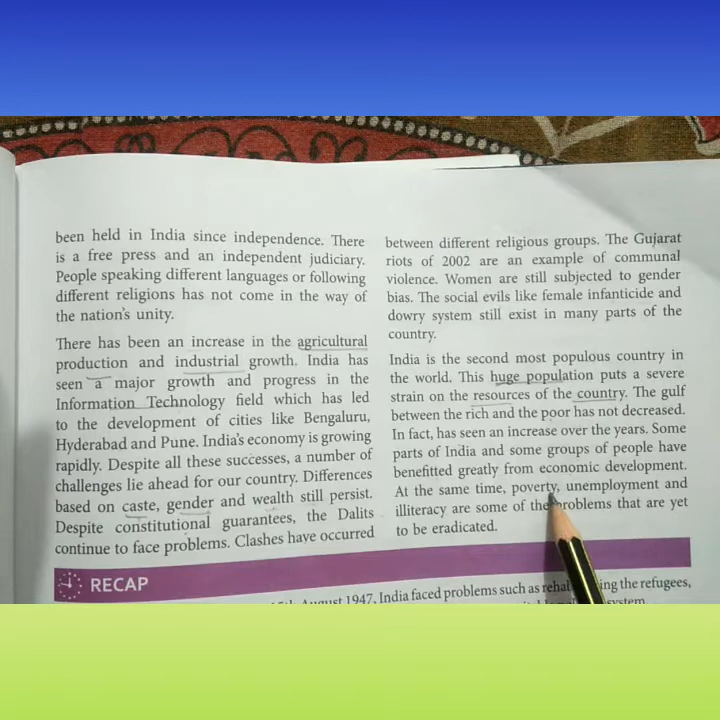 been held in India since independence. There
is a free press and an independent judiciary.
People speaking different languages or following
different religions has not come in the way of
the nation's unity.
There has been an increase in the agricultural
production and industrial growth. India has
seen a major growth and progress in the
Information Technology field which has led
to the development of cities like Bengaluru,
Hyderabad and Pune. India's economy is growing
rapidly. Despite all these successes, a number of
challenges lie ahead for our country. Differences
based on caste, gender and wealth still persist.
Despite constitutional guarantees, the Dalits
continue to face problems. Clashes have occurred
between different religious groups. The Gujarat
riots of 2002 are an example of communal
violence. Women are still subjected to gender
bias. The social evils like female infanticide and
dowry system still exist in many parts of the
country.
India is the second most populous country in
the world. This huge population puts a severe
strain on the resources of the country. The gulf
between the rich and the poor has not decreased.
In fact, has seen an increase over the years. Some
parts of India and some groups of people have
benefitted greatly from economic development.
At the same time, poverty, unemployment and
illiteracy are some of the problems that are yet
to be eradicated.
RECAP
August 1947, India faced problems such as the refugees,
system.